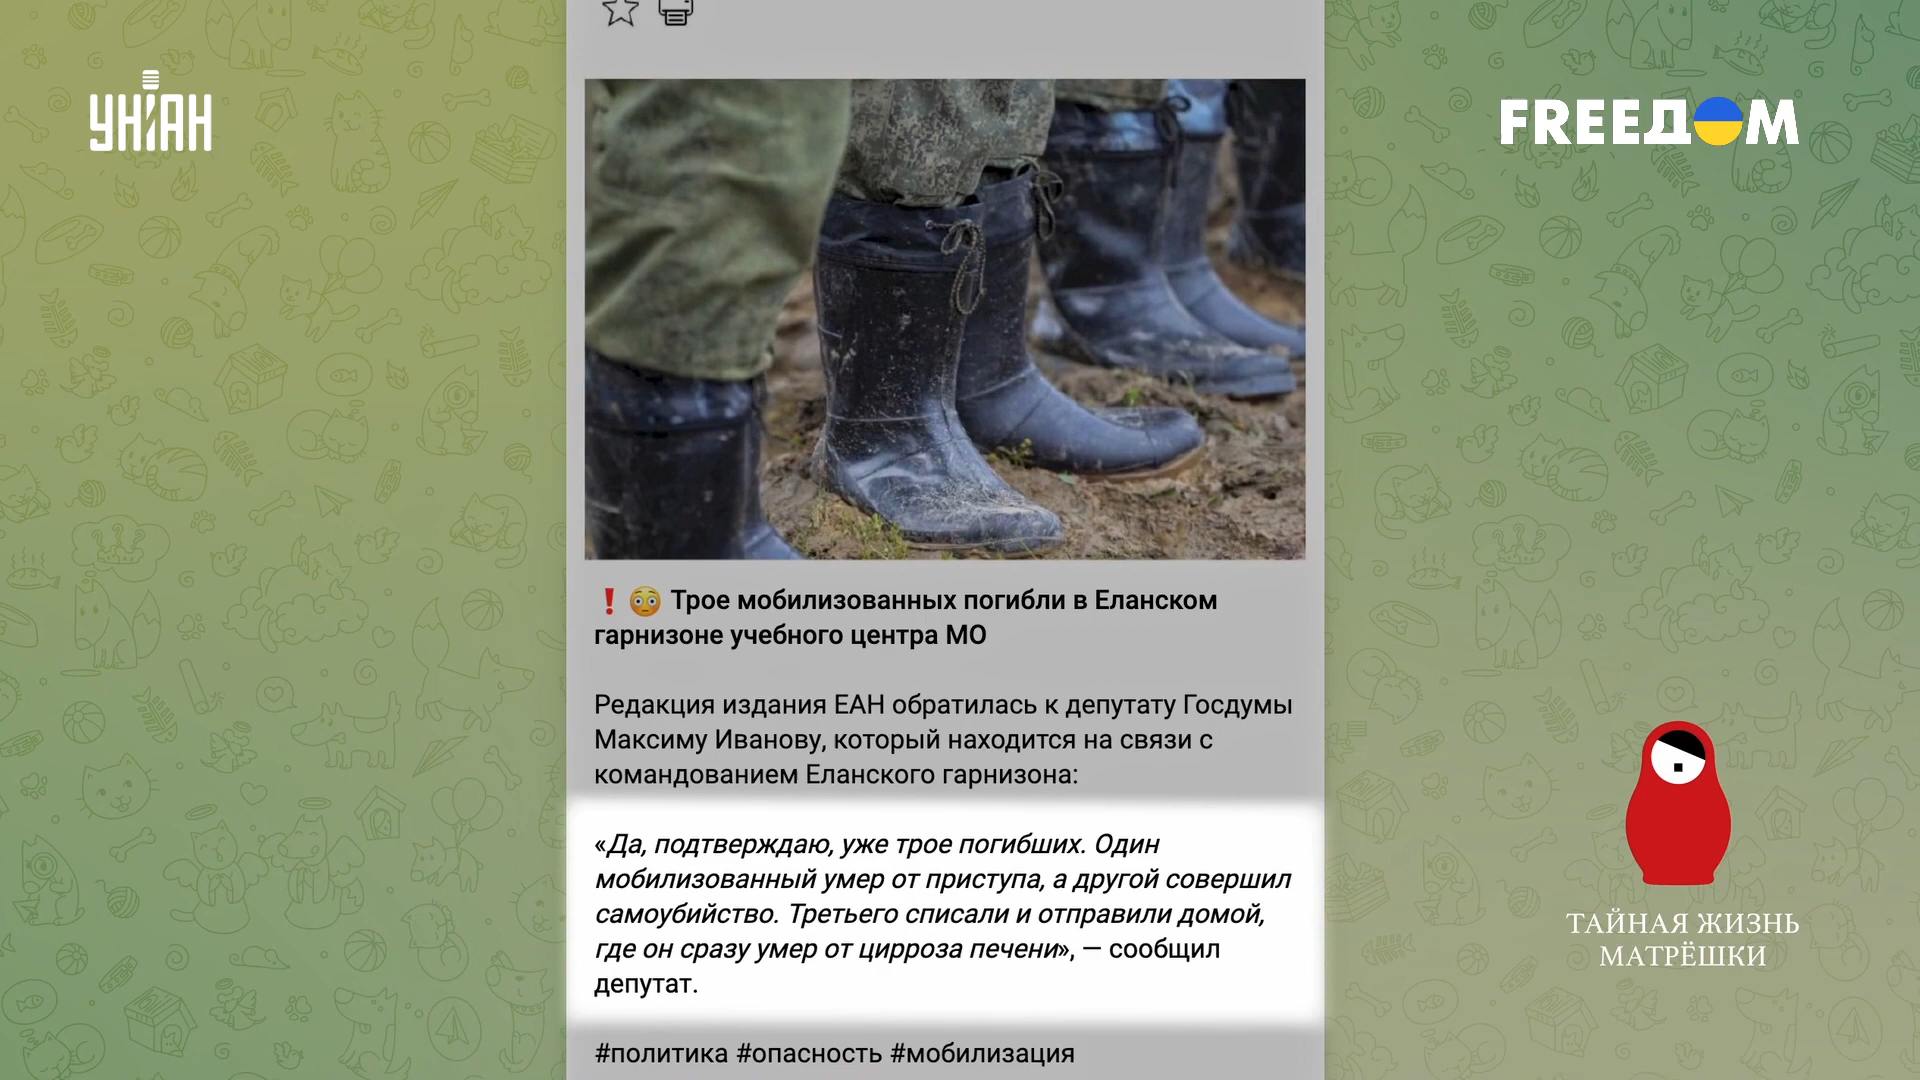 УНІАН
FREEДОМ
❗😳 Трое мобилизованных погибли в Еланском
гарнизоне учебного центра МО
Редакция издания ЕАН обратилась к депутату Госдумы
Максиму Иванову, который находится на связи с
командованием Еланского гарнизона:
«Да, подтверждаю, уже трое погибших. Один
мобилизованный умер от приступа, а другой совершил
самоубийство. Третьего списали и отправили домой,
где он сразу умер от цирроза печени», — сообщил
депутат.
#политика #опасность #мобилизация
ТАЙНАЯ ЖИЗНЬ
МАТРЁШКИ